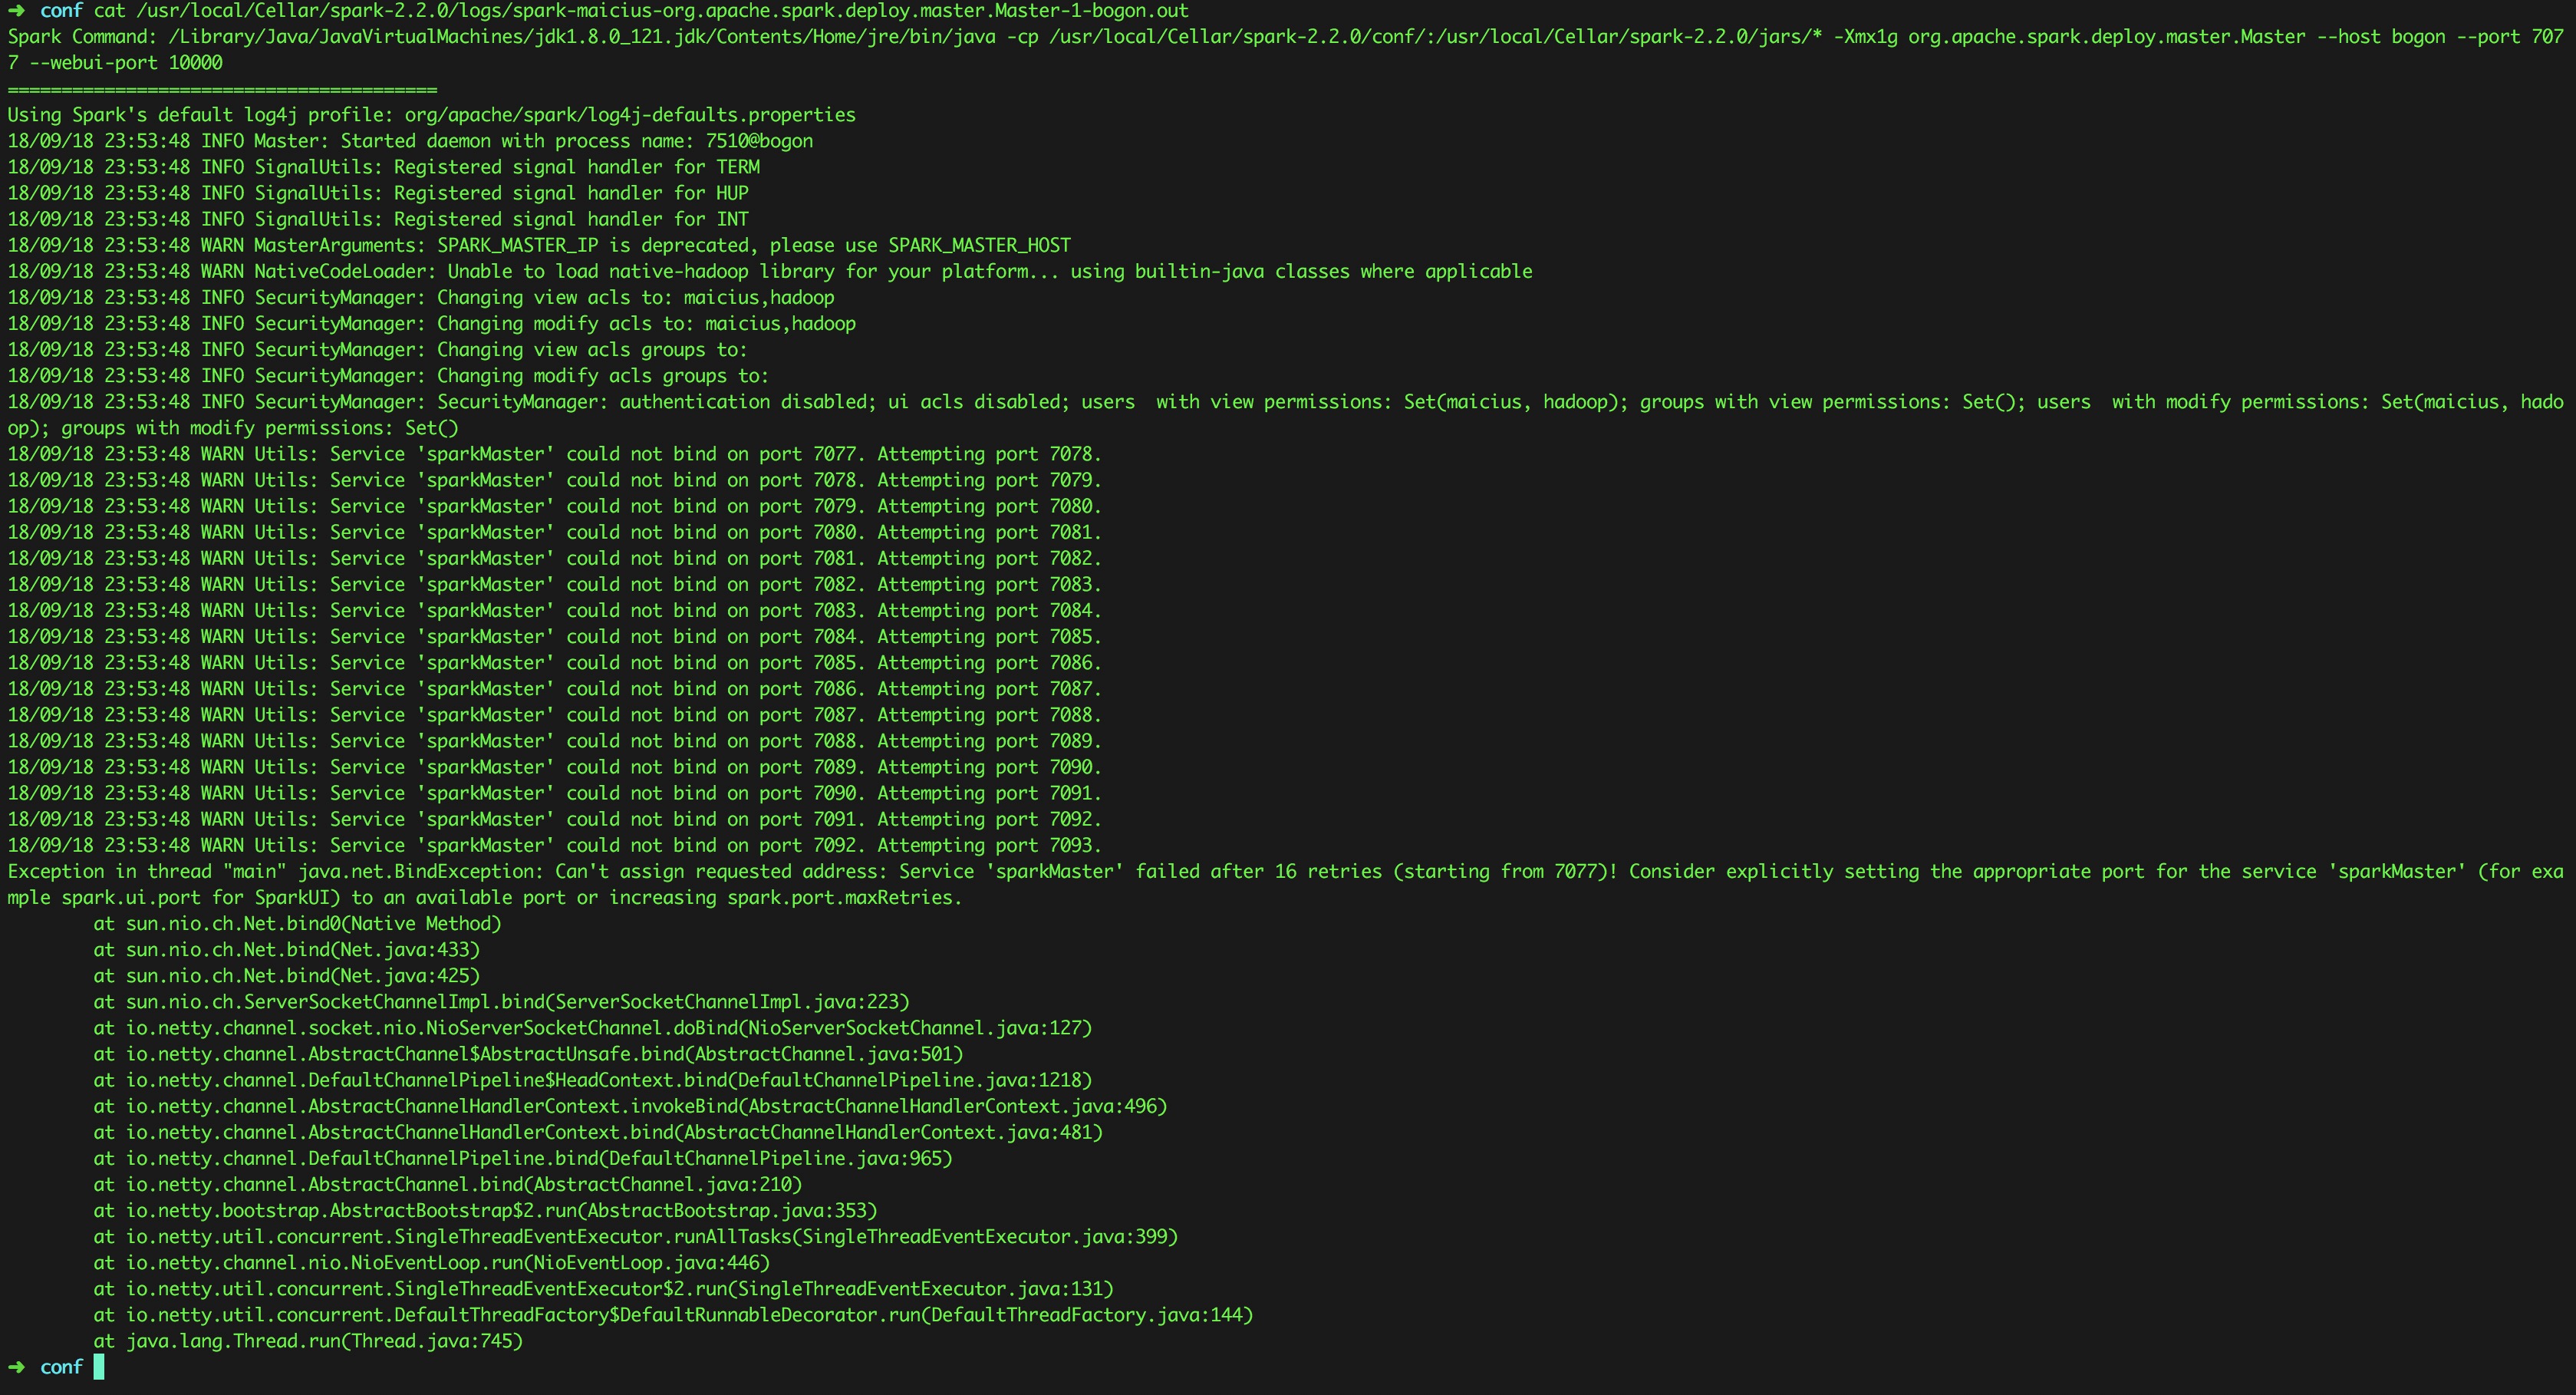 ➜  conf cat /usr/local/Cellar/spark-2.2.0/logs/spark-maicius-org.apache.spark.deploy.master.Master-1-bogon.out
Spark Command: /Library/Java/JavaVirtualMachines/jdk1.8.0_121.jdk/Contents/Home/jre/bin/java -cp /usr/local/Cellar/spark-2.2.0/conf/:/usr/local/Cellar/spark-2.2.0/jars/* -Xmx1g org.apache.spark.deploy.master.Master --host bogon --port 707
7 --webui-port 10000
========================================
Using Spark's default log4j profile: org/apache/spark/log4j-defaults.properties
18/09/18 23:53:48 INFO Master: Started daemon with process name: 7510@bogon
18/09/18 23:53:48 INFO SignalUtils: Registered signal handler for TERM
18/09/18 23:53:48 INFO SignalUtils: Registered signal handler for HUP
18/09/18 23:53:48 INFO SignalUtils: Registered signal handler for INT
18/09/18 23:53:48 WARN MasterArguments: SPARK_MASTER_IP is deprecated, please use SPARK_MASTER_HOST
18/09/18 23:53:48 WARN NativeCodeLoader: Unable to load native-hadoop library for your platform... using builtin-java classes where applicable
18/09/18 23:53:48 INFO SecurityManager: Changing view acls to: maicius,hadoop
18/09/18 23:53:48 INFO SecurityManager: Changing modify acls to: maicius,hadoop
18/09/18 23:53:48 INFO SecurityManager: Changing view acls groups to:
18/09/18 23:53:48 INFO SecurityManager: Changing modify acls groups to:
18/09/18 23:53:48 INFO SecurityManager: SecurityManager: authentication disabled; ui acls disabled; users  with view permissions: Set(maicius, hadoop); groups with view permissions: Set(); users  with modify permissions: Set(maicius, hado
op); groups with modify permissions: Set()
18/09/18 23:53:48 WARN Utils: Service 'sparkMaster' could not bind on port 7077. Attempting port 7078.
18/09/18 23:53:48 WARN Utils: Service 'sparkMaster' could not bind on port 7078. Attempting port 7079.
18/09/18 23:53:48 WARN Utils: Service 'sparkMaster' could not bind on port 7079. Attempting port 7080.
18/09/18 23:53:48 WARN Utils: Service 'sparkMaster' could not bind on port 7080. Attempting port 7081.
18/09/18 23:53:48 WARN Utils: Service 'sparkMaster' could not bind on port 7081. Attempting port 7082.
18/09/18 23:53:48 WARN Utils: Service 'sparkMaster' could not bind on port 7082. Attempting port 7083.
18/09/18 23:53:48 WARN Utils: Service 'sparkMaster' could not bind on port 7083. Attempting port 7084.
18/09/18 23:53:48 WARN Utils: Service 'sparkMaster' could not bind on port 7084. Attempting port 7085.
18/09/18 23:53:48 WARN Utils: Service 'sparkMaster' could not bind on port 7085. Attempting port 7086.
18/09/18 23:53:48 WARN Utils: Service 'sparkMaster' could not bind on port 7086. Attempting port 7087.
18/09/18 23:53:48 WARN Utils: Service 'sparkMaster' could not bind on port 7087. Attempting port 7088.
18/09/18 23:53:48 WARN Utils: Service 'sparkMaster' could not bind on port 7088. Attempting port 7089.
18/09/18 23:53:48 WARN Utils: Service 'sparkMaster' could not bind on port 7089. Attempting port 7090.
18/09/18 23:53:48 WARN Utils: Service 'sparkMaster' could not bind on port 7090. Attempting port 7091.
18/09/18 23:53:48 WARN Utils: Service 'sparkMaster' could not bind on port 7091. Attempting port 7092.
18/09/18 23:53:48 WARN Utils: Service 'sparkMaster' could not bind on port 7092. Attempting port 7093.
Exception in thread "main" java.net.BindException: Can't assign requested address: Service 'sparkMaster' failed after 16 retries (starting from 7077)! Consider explicitly setting the appropriate port for the service 'sparkMaster' (for exa
mple spark.ui.port for SparkUI) to an available port or increasing spark.port.maxRetries.
        at sun.nio.ch.Net.bind0(Native Method)
        at sun.nio.ch.Net.bind(Net.java:433)
        at sun.nio.ch.Net.bind(Net.java:425)
        at sun.nio.ch.ServerSocketChannelImpl.bind(ServerSocketChannelImpl.java:223)
        at io.netty.channel.socket.nio.NioServerSocketChannel.doBind(NioServerSocketChannel.java:127)
        at io.netty.channel.AbstractChannel$AbstractUnsafe.bind(AbstractChannel.java:501)
        at io.netty.channel.DefaultChannelPipeline$HeadContext.bind(DefaultChannelPipeline.java:1218)
        at io.netty.channel.AbstractChannelHandlerContext.invokeBind(AbstractChannelHandlerContext.java:496)
        at io.netty.channel.AbstractChannelHandlerContext.bind(AbstractChannelHandlerContext.java:481)
        at io.netty.channel.DefaultChannelPipeline.bind(DefaultChannelPipeline.java:965)
        at io.netty.channel.AbstractChannel.bind(AbstractChannel.java:210)
        at io.netty.bootstrap.AbstractBootstrap$2.run(AbstractBootstrap.java:353)
        at io.netty.util.concurrent.SingleThreadEventExecutor.runAllTasks(SingleThreadEventExecutor.java:399)
        at io.netty.channel.nio.NioEventLoop.run(NioEventLoop.java:446)
        at io.netty.util.concurrent.SingleThreadEventExecutor$2.run(SingleThreadEventExecutor.java:131)
        at io.netty.util.concurrent.DefaultThreadFactory$DefaultRunnableDecorator.run(DefaultThreadFactory.java:144)
        at java.lang.Thread.run(Thread.java:745)
➜  conf